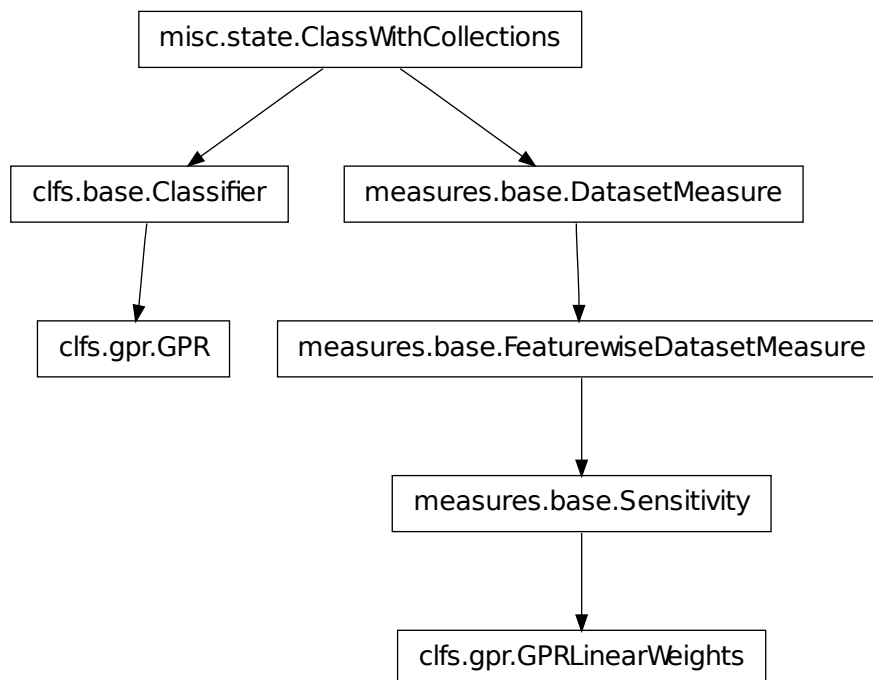 misc.state.ClassWithCollections
clfs.base.Classifier
measures.base.DatasetMeasure
clfs.gpr.GPR
measures.base.FeaturewiseDatasetMeasure
measures.base.Sensitivity
clfs.gpr.GPRLinearWeights